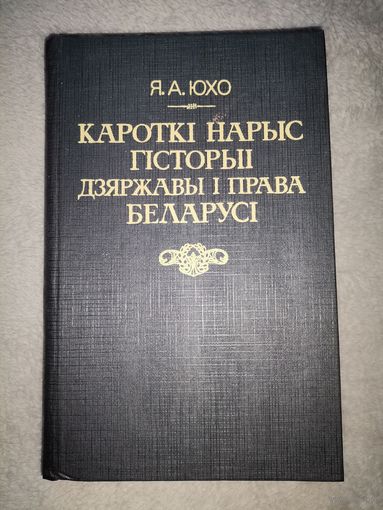 Я. А. ЮХО
КАРОТКІ НАРЫС
ГІСТОРЫІ
ДЗЯРЖАВЫ І ПРАВА
БЕЛАРУСІ